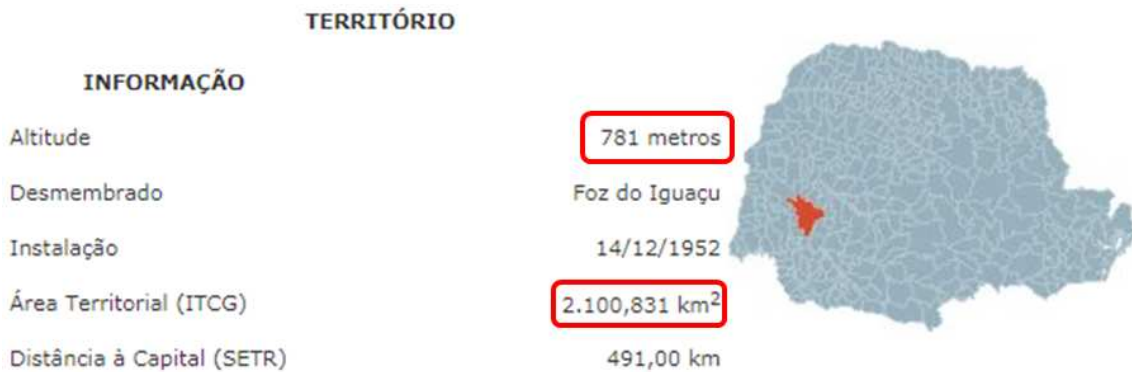 TERRITÓRIO
INFORMAÇÃO
Altitude 781 metros
Desmembrado Foz do Iguaçu
Instalação 14/12/1952
Área Territorial (ITCG) 2.100,831 km²
Distância à Capital (SETR) 491,00 km